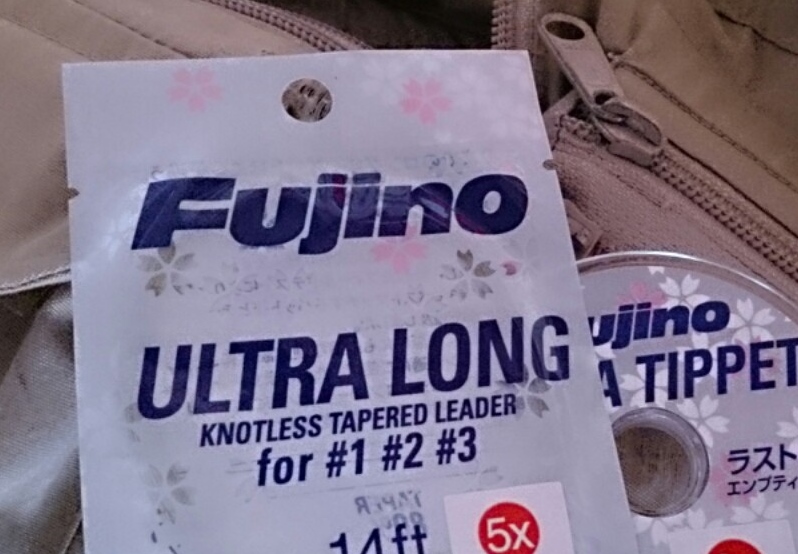 Fujino
ULTRA LONG
KNOTLESS TAPERED LEADER
for #1 #2 #3
14ft
5x
ujino
A TIPPET
ラスト
エンプティ